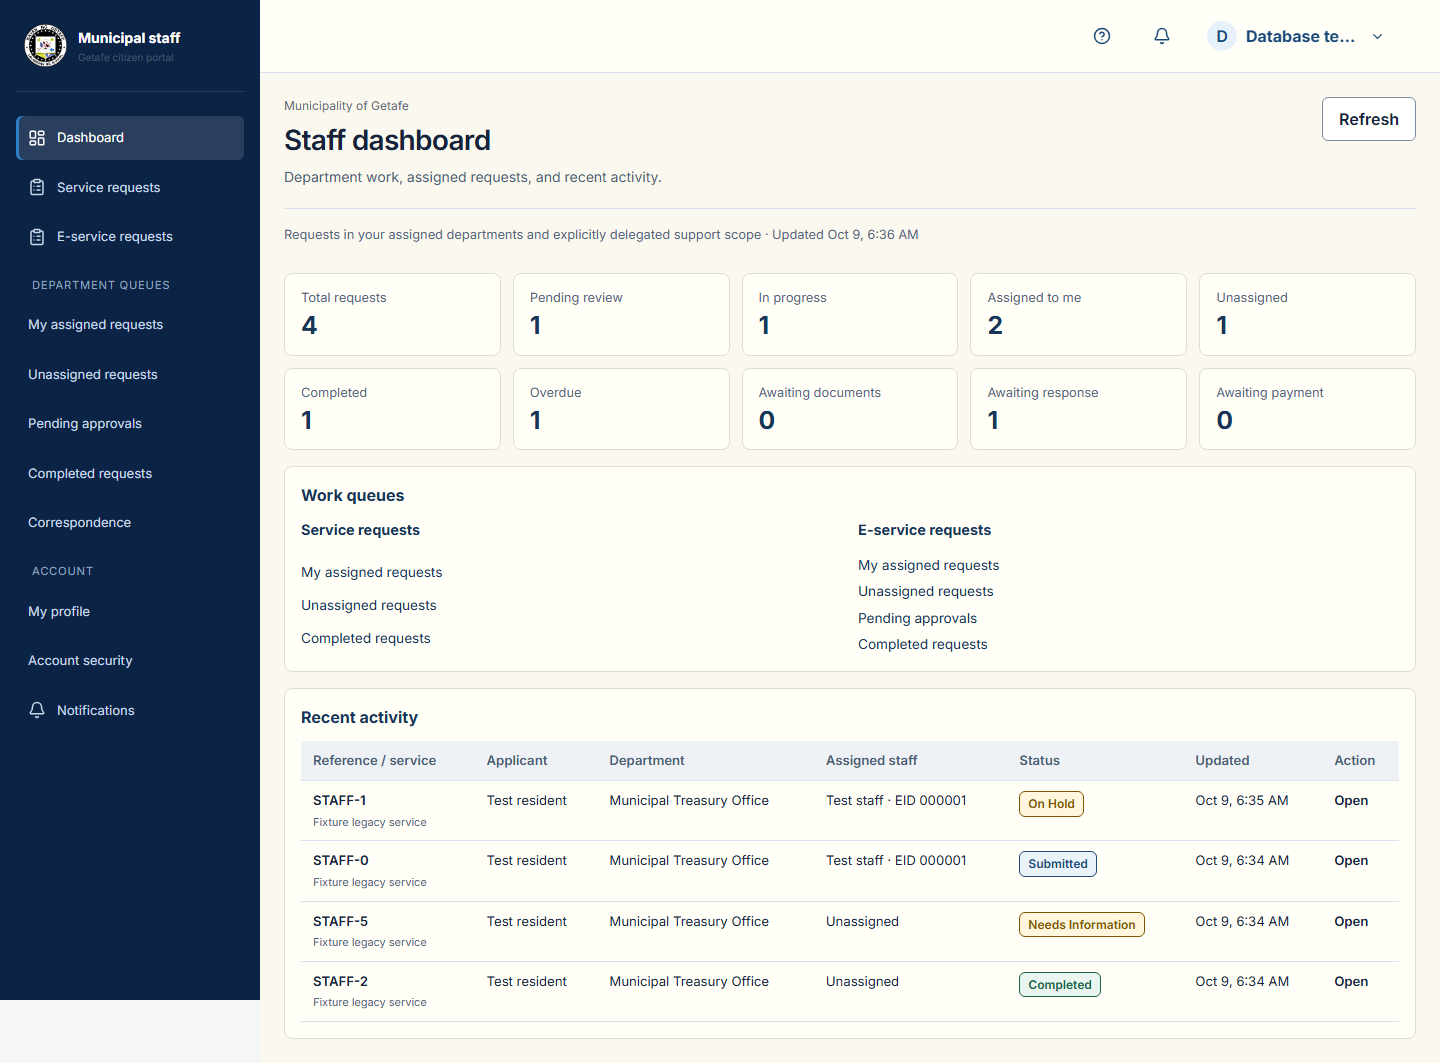 Municipal staff
Getafe citizen portal
Dashboard
Service requests
E-service requests
DEPARTMENT QUEUES
My assigned requests
Unassigned requests
Pending approvals
Completed requests
Correspondence
ACCOUNT
My profile
Account security
Notifications
D Database te...
Municipality of Getafe
Staff dashboard
Refresh
Department work, assigned requests, and recent activity.
Requests in your assigned departments and explicitly delegated support scope · Updated Oct 9, 6:36 AM
Total requests Pending review In progress Assigned to me Unassigned
4 1 1 2 1
Completed Overdue Awaiting documents Awaiting response Awaiting payment
1 1 0 1 0
Work queues
Service requests
My assigned requests
Unassigned requests
Completed requests
E-service requests
My assigned requests
Unassigned requests
Pending approvals
Completed requests
Recent activity
Reference / service Applicant Department Assigned staff Status Updated Action
STAFF-1 Test resident Municipal Treasury Office Test staff · EID 000001 On Hold Oct 9, 6:35 AM Open
Fixture legacy service
STAFF-0 Test resident Municipal Treasury Office Test staff · EID 000001 Submitted Oct 9, 6:34 AM Open
Fixture legacy service
STAFF-5 Test resident Municipal Treasury Office Unassigned Needs Information Oct 9, 6:34 AM Open
Fixture legacy service
STAFF-2 Test resident Municipal Treasury Office Unassigned Completed Oct 9, 6:34 AM Open
Fixture legacy service